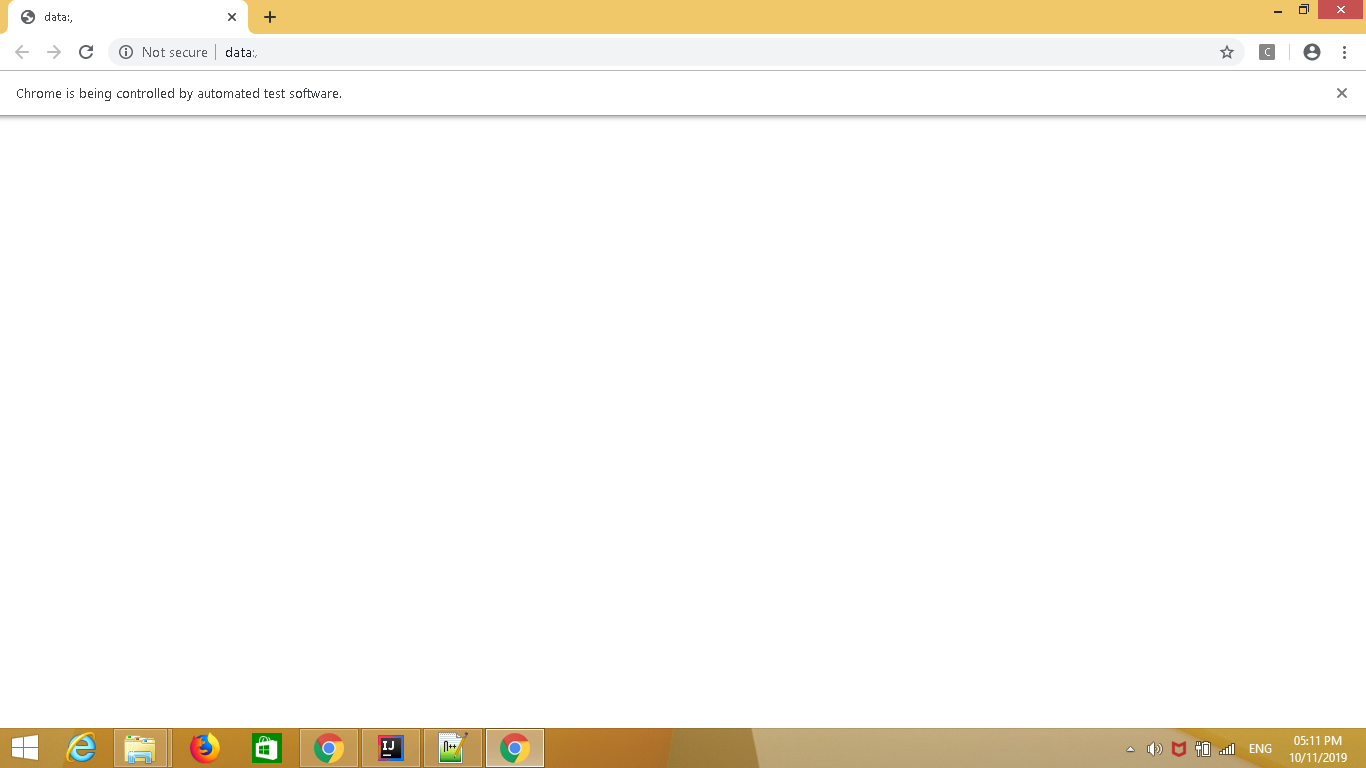 data:,
Not secure | data:,
C
Chrome is being controlled by automated test software.
IJ
N++
ENG
05:11 PM
10/11/2019